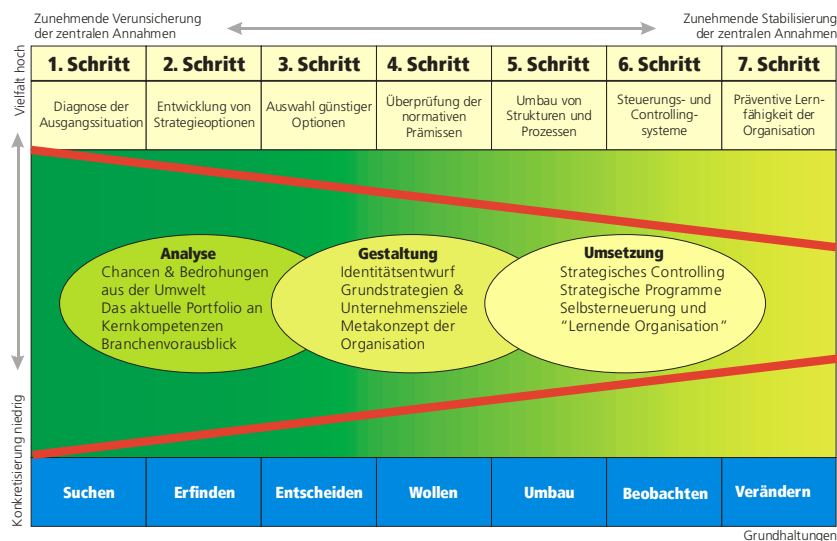 Zunehmende Verunsicherung
der zentralen Annahmen
Zunehmende Stabilisierung
der zentralen Annahmen
Vielfalt hoch
Konkretisierung niedrig
1. Schritt
2. Schritt
3. Schritt
4. Schritt
5. Schritt
6. Schritt
7. Schritt
Diagnose der
Ausgangssituation
Entwicklung von
Strategieoptionen
Auswahl günstiger
Optionen
Überprüfung der
normativen
Prämissen
Umbau von
Strukturen und
Prozessen
Steuerungs- und
Controlling-
systeme
Präventive Lern-
fähigkeit der
Organisation
Analyse
Chancen & Bedrohungen
aus der Umwelt
Das aktuelle Portfolio an
Kernkompetenzen
Branchenvorausblick
Gestaltung
Identitätsentwurf
Grundstrategien &
Unternehmensziele
Metakonzept der
Organisation
Umsetzung
Strategisches Controlling
Strategische Programme
Selbsterneuerung und
“Lernende Organisation”
Suchen
Erfinden
Entscheiden
Wollen
Umbau
Beobachten
Verändern
Grundhaltungen